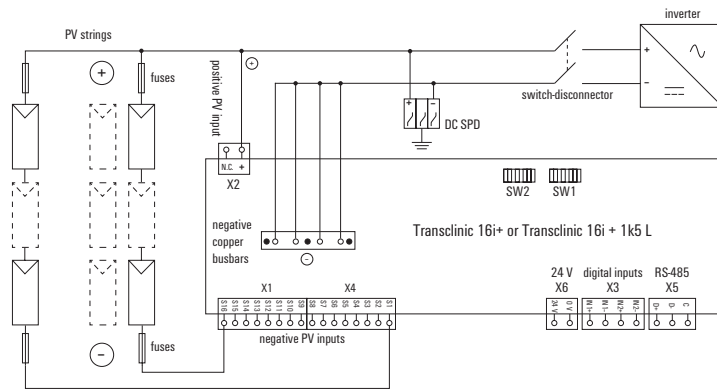 inverter
PV strings
fuses
+
positive PV input
+
+
−
switch-disconnector
+ −
DC SPD
N.C. +
X2
SW2 SW1
Transclinic 16i+ or Transclinic 16i + 1k5 L
negative
copper
busbars
−
24 V digital inputs RS-485
X6 X3 X5
X1 X4
S16 S15 S14 S13 S12 S11 S10 S9 S8 S7 S6 S5 S4 S3 S2 S1
24 V 0 V
IN1+ IN1- IN2+ IN2-
D+ D- C
negative PV inputs
−
fuses